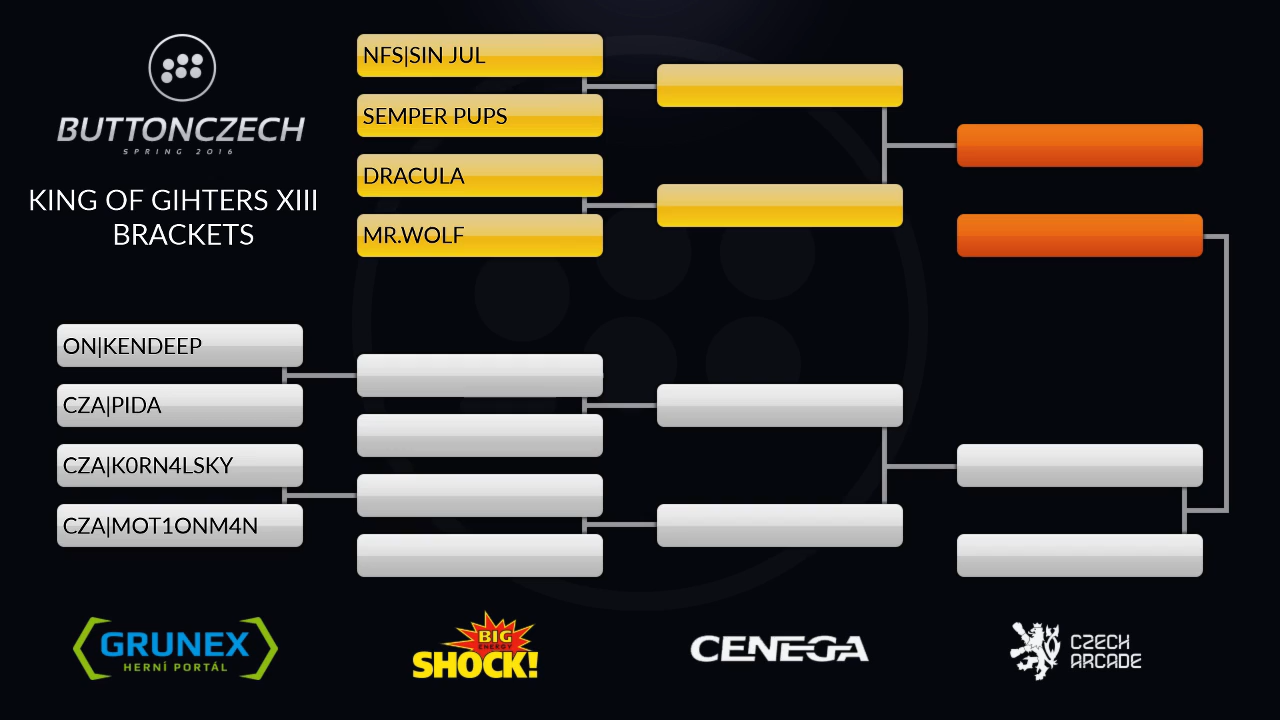 BUTTONCZECH
SPRING 2016
KING OF GIHTERS XIII
BRACKETS
NFS|SIN JUL
SEMPER PUPS
DRACULA
MR.WOLF
ON|KENDEEP
CZA|PIDA
CZA|K0RN4LSKY
CZA|MOT1ONM4N
GRUNEX
HERNÍ PORTÁL
BIG
ENERGY
SHOCK!
CENEGA
CZECH
ARCADE